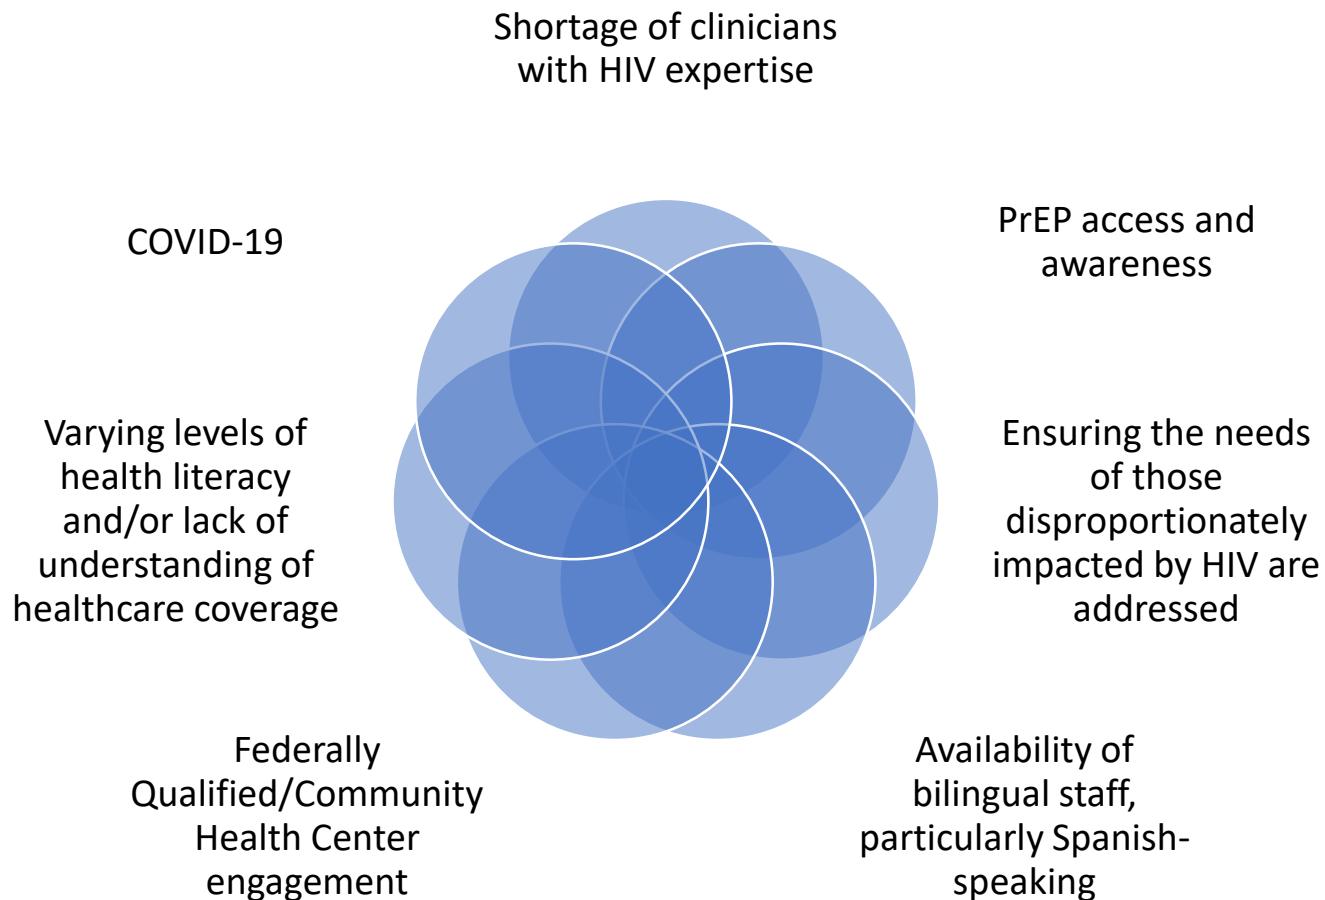 Shortage of clinicians
with HIV expertise
PrEP access and
awareness
Ensuring the needs
of those
disproportionately
impacted by HIV are
addressed
Availability of
bilingual staff,
particularly Spanish-
speaking
Federally
Qualified/Community
Health Center
engagement
Varying levels of
health literacy
and/or lack of
understanding of
healthcare coverage
COVID-19